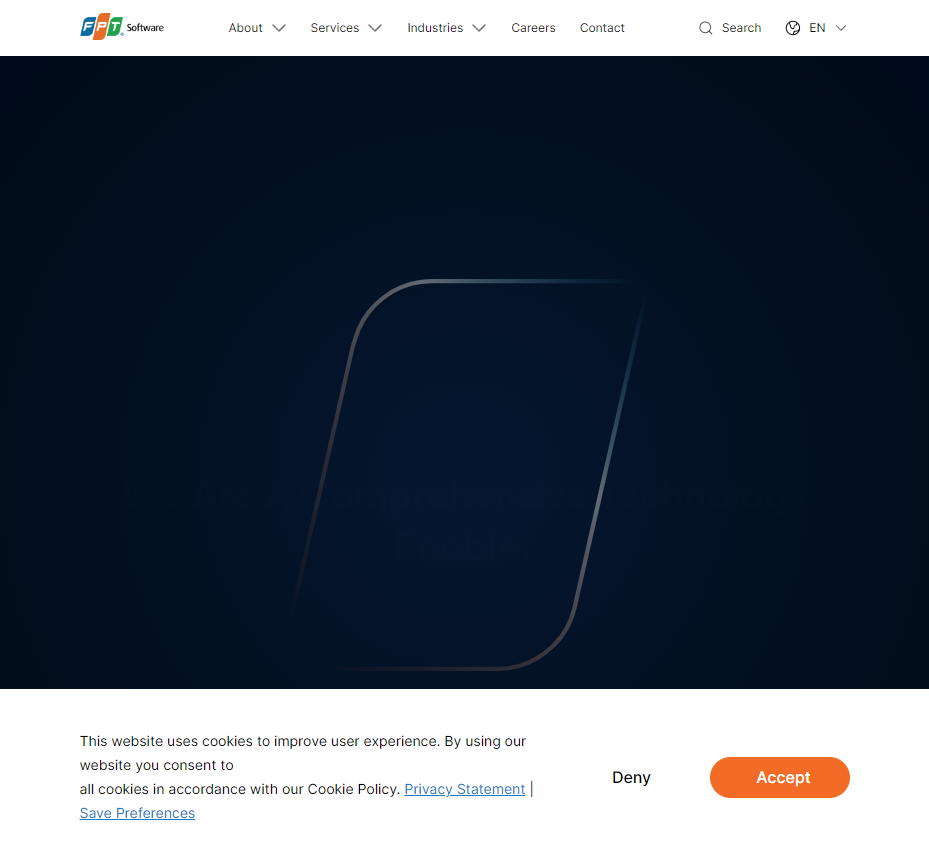 FPT Software
About
Services
Industries
Careers
Contact
Search
EN
This website uses cookies to improve user experience. By using our
website you consent to
all cookies in accordance with our Cookie Policy. Privacy Statement |
Save Preferences
Deny
Accept